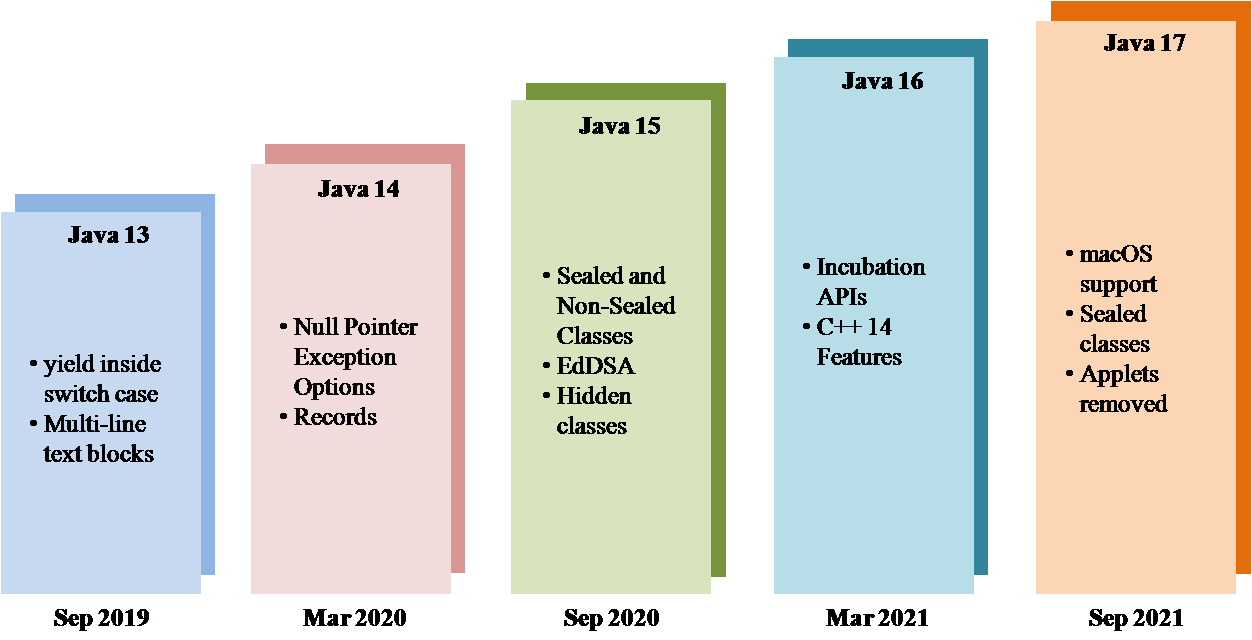 Java 13
• yield inside
switch case
• Multi-line
text blocks
Sep 2019
Java 14
• Null Pointer
Exception
Options
• Records
Mar 2020
Java 15
• Sealed and
Non-Sealed
Classes
• EdDSA
• Hidden
classes
Sep 2020
Java 16
• Incubation
APIs
• C++ 14
Features
Mar 2021
Java 17
• macOS
support
• Sealed
classes
• Applets
removed
Sep 2021